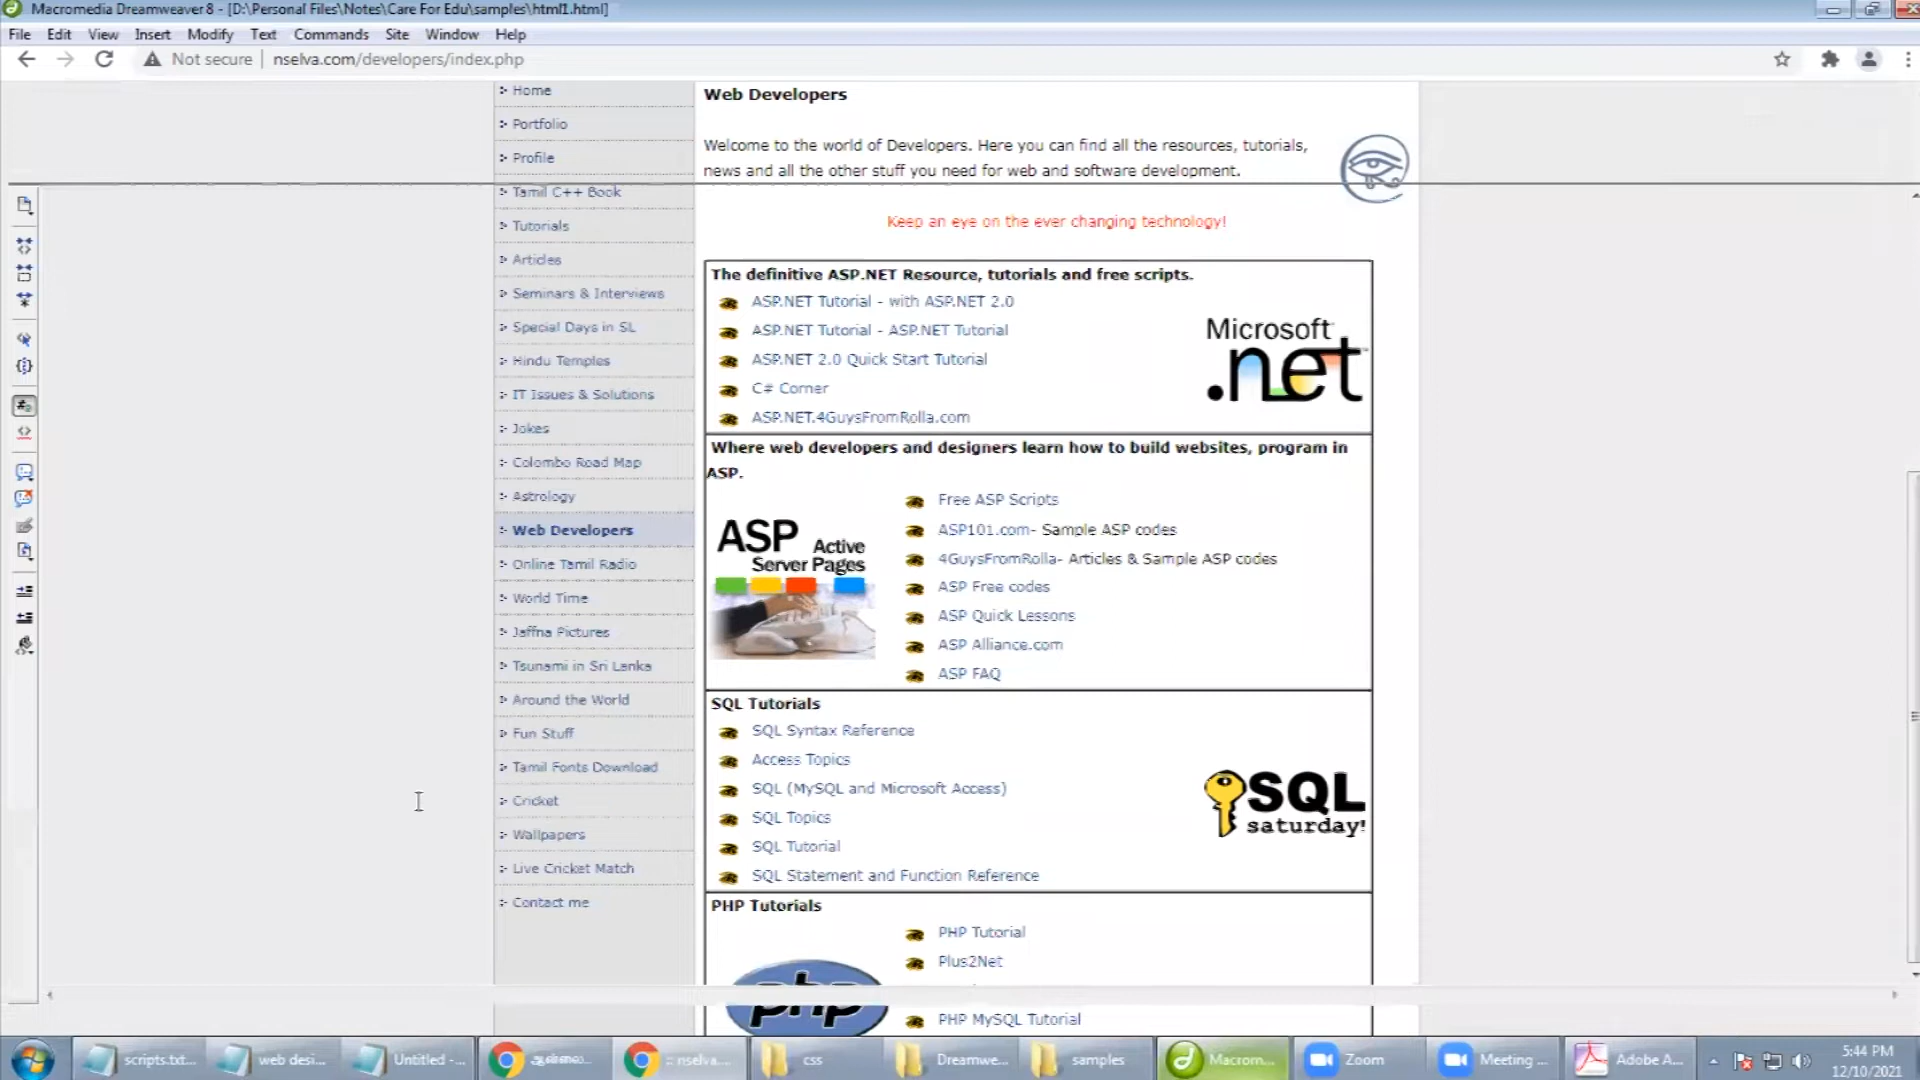 Macromedia Dreamweaver 8 - [D:\Personal Files\Notes\Care For Edu\samples\html1.html]
File Edit View Insert Modify Text Commands Site Window Help
Not secure nselva.com/developers/index.php
Home
Portfolio
Profile
Tamil C++ Book
Tutorials
Articles
Seminars & Interviews
Special Days in SL
Hindu Temples
IT Issues & Solutions
Jokes
Colombo Road Map
Astrology
Web Developers
Online Tamil Radio
World Time
Jaffna Pictures
Tsunami in Sri Lanka
Around the World
Fun Stuff
Tamil Fonts Download
Cricket
Wallpapers
Live Cricket Match
Contact me
Web Developers
Welcome to the world of Developers. Here you can find all the resources, tutorials,
news and all the other stuff you need for web and software development.
Keep an eye on the ever changing technology!
The definitive ASP.NET Resource, tutorials and free scripts.
ASP.NET Tutorial - with ASP.NET 2.0
ASP.NET Tutorial - ASP.NET Tutorial
ASP.NET 2.0 Quick Start Tutorial
C# Corner
ASP.NET.4GuysFromRolla.com
Microsoft
.net
Where web developers and designers learn how to build websites, program in
ASP.
ASP Active
Server Pages
Free ASP Scripts
ASP101.com- Sample ASP codes
4GuysFromRolla- Articles & Sample ASP codes
ASP Free codes
ASP Quick Lessons
ASP Alliance.com
ASP FAQ
SQL Tutorials
SQL Syntax Reference
Access Topics
SQL (MySQL and Microsoft Access)
SQL Topics
SQL Tutorial
SQL Statement and Function Reference
SQL
saturday!
PHP Tutorials
php
PHP Tutorial
Plus2Net
PHP MySQL Tutorial
scripts.txt... web desi... Untitled -... :: nselva.... css Dreamwe... samples Macrom... Zoom Meeting ... Adobe A... 5:44 PM
12/10/2021